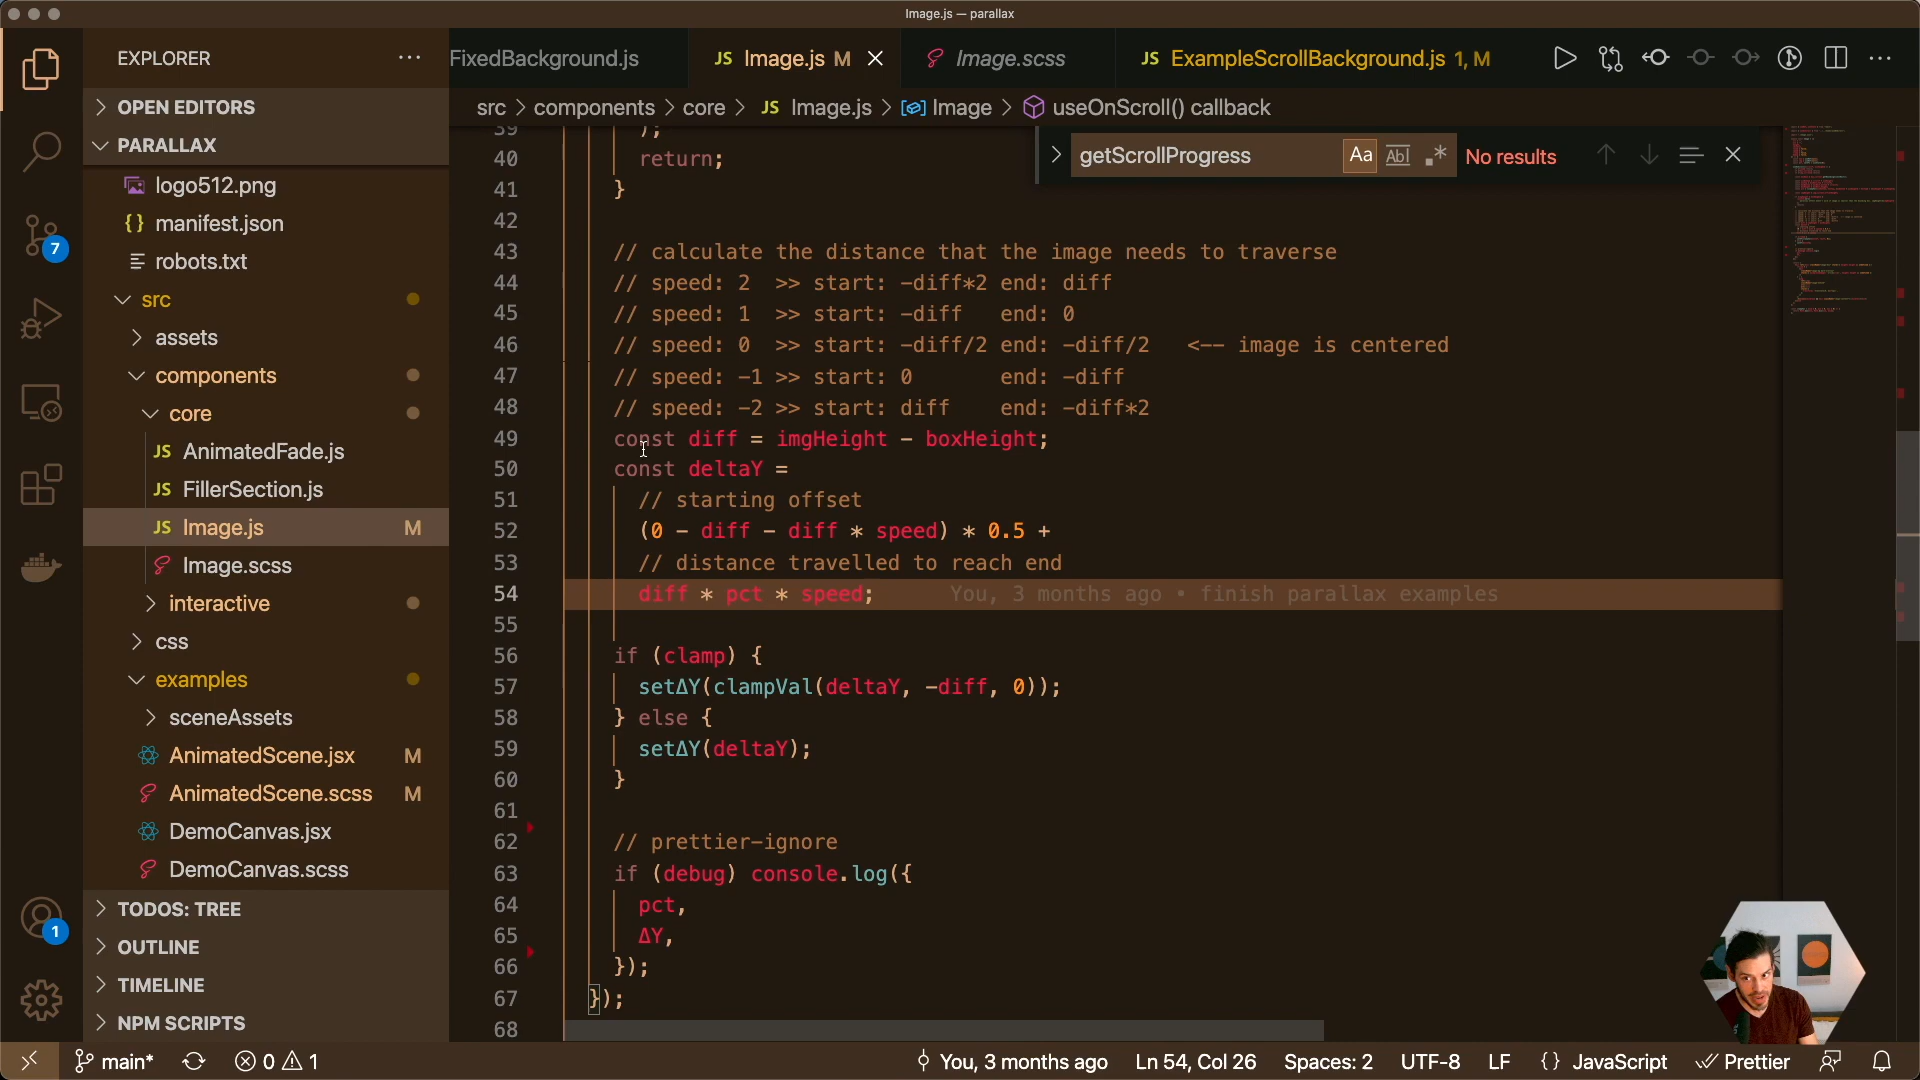 Image.js — parallax
EXPLORER
FixedBackground.js
JS Image.js M
Image.scss
JS ExampleScrollBackground.js 1, M
OPEN EDITORS
src > components > core > JS Image.js > Image > useOnScroll() callback
PARALLAX
getScrollProgress
Aa
Abl
.*
No results
logo512.png
{ } manifest.json
robots.txt
src
assets
components
core
JS AnimatedFade.js
JS FillerSection.js
JS Image.js M
Image.scss
interactive
css
examples
sceneAssets
AnimatedScene.jsx M
AnimatedScene.scss M
DemoCanvas.jsx
DemoCanvas.scss
TODOS: TREE
OUTLINE
TIMELINE
NPM SCRIPTS
7
1
39 );
40 return;
41 }
42
43 // calculate the distance that the image needs to traverse
44 // speed: 2 >> start: -diff*2 end: diff
45 // speed: 1 >> start: -diff end: 0
46 // speed: 0 >> start: -diff/2 end: -diff/2 <-- image is centered
47 // speed: -1 >> start: 0 end: -diff
48 // speed: -2 >> start: diff end: -diff*2
49 const diff = imgHeight - boxHeight;
50 const deltaY =
51 // starting offset
52 (0 - diff - diff * speed) * 0.5 +
53 // distance travelled to reach end
54 diff * pct * speed; You, 3 months ago • finish parallax examples
55
56 if (clamp) {
57 setΔY(clampVal(deltaY, -diff, 0));
58 } else {
59 setΔY(deltaY);
60 }
61
62 // prettier-ignore
63 if (debug) console.log({
64 pct,
65 ΔY,
66 });
67 });
68
main* 0 1
You, 3 months ago Ln 54, Col 26 Spaces: 2 UTF-8 LF { } JavaScript Prettier